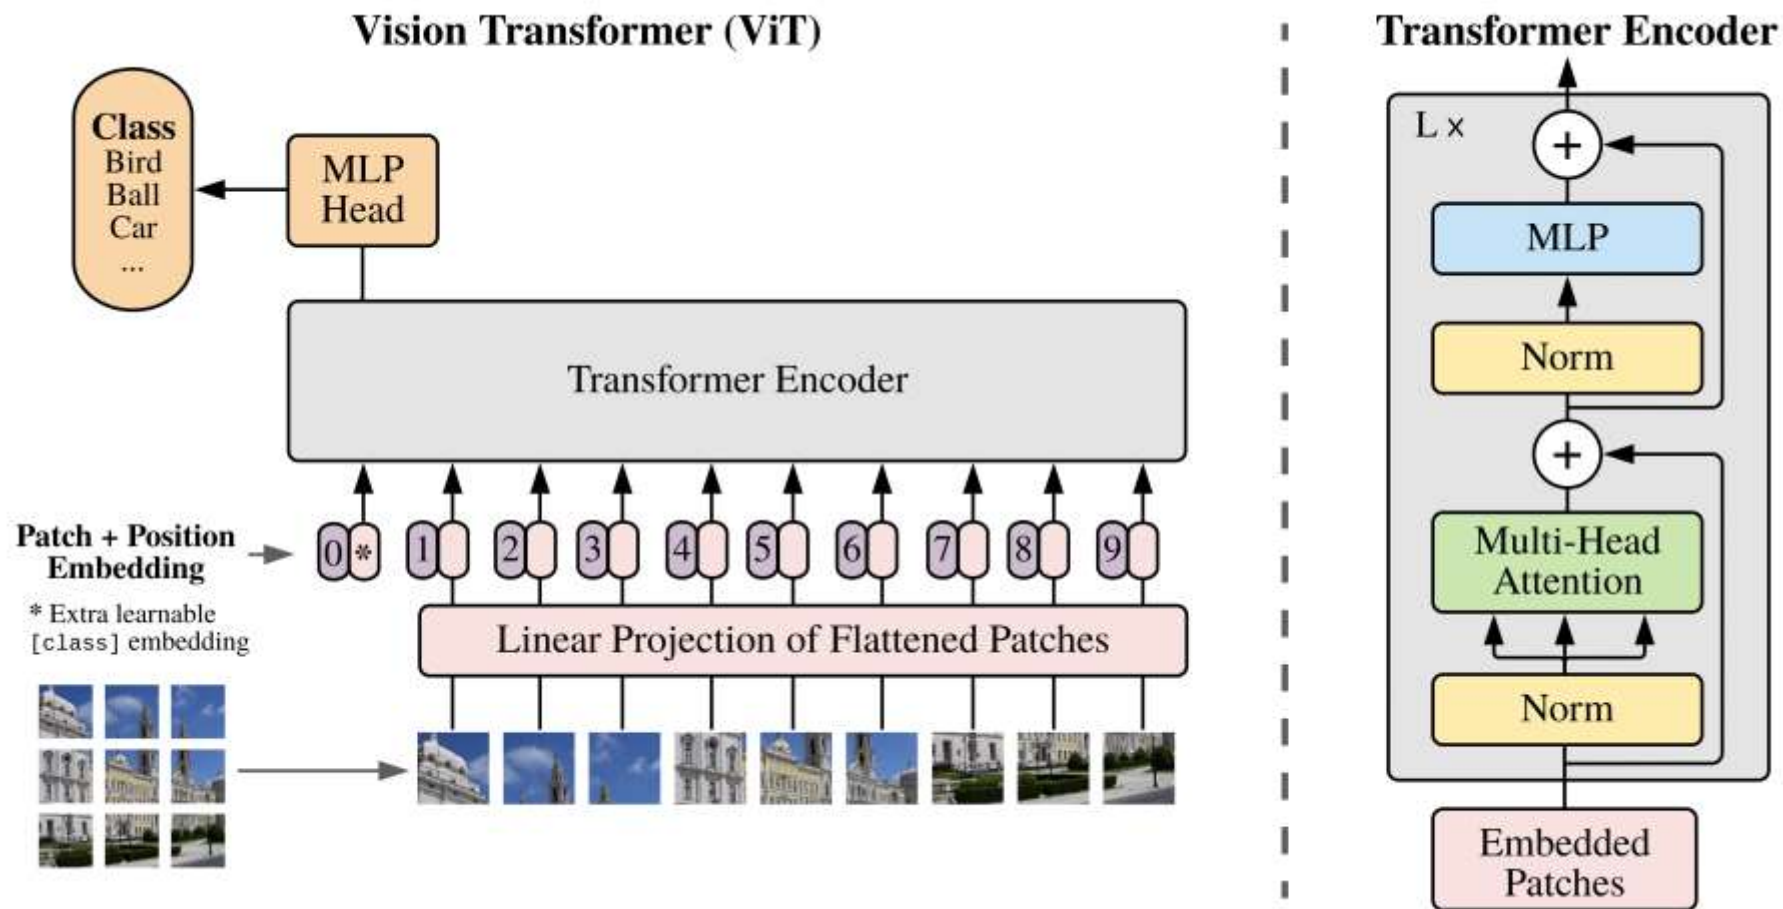 Vision Transformer (ViT)
Class
Bird
Ball
Car
...
MLP
Head
Transformer Encoder
Patch + Position
Embedding
0 * 1 2 3 4 5 6 7 8 9
* Extra learnable
[class] embedding
Linear Projection of Flattened Patches
Transformer Encoder
L ×
+
MLP
Norm
+
Multi-Head
Attention
Norm
Embedded
Patches